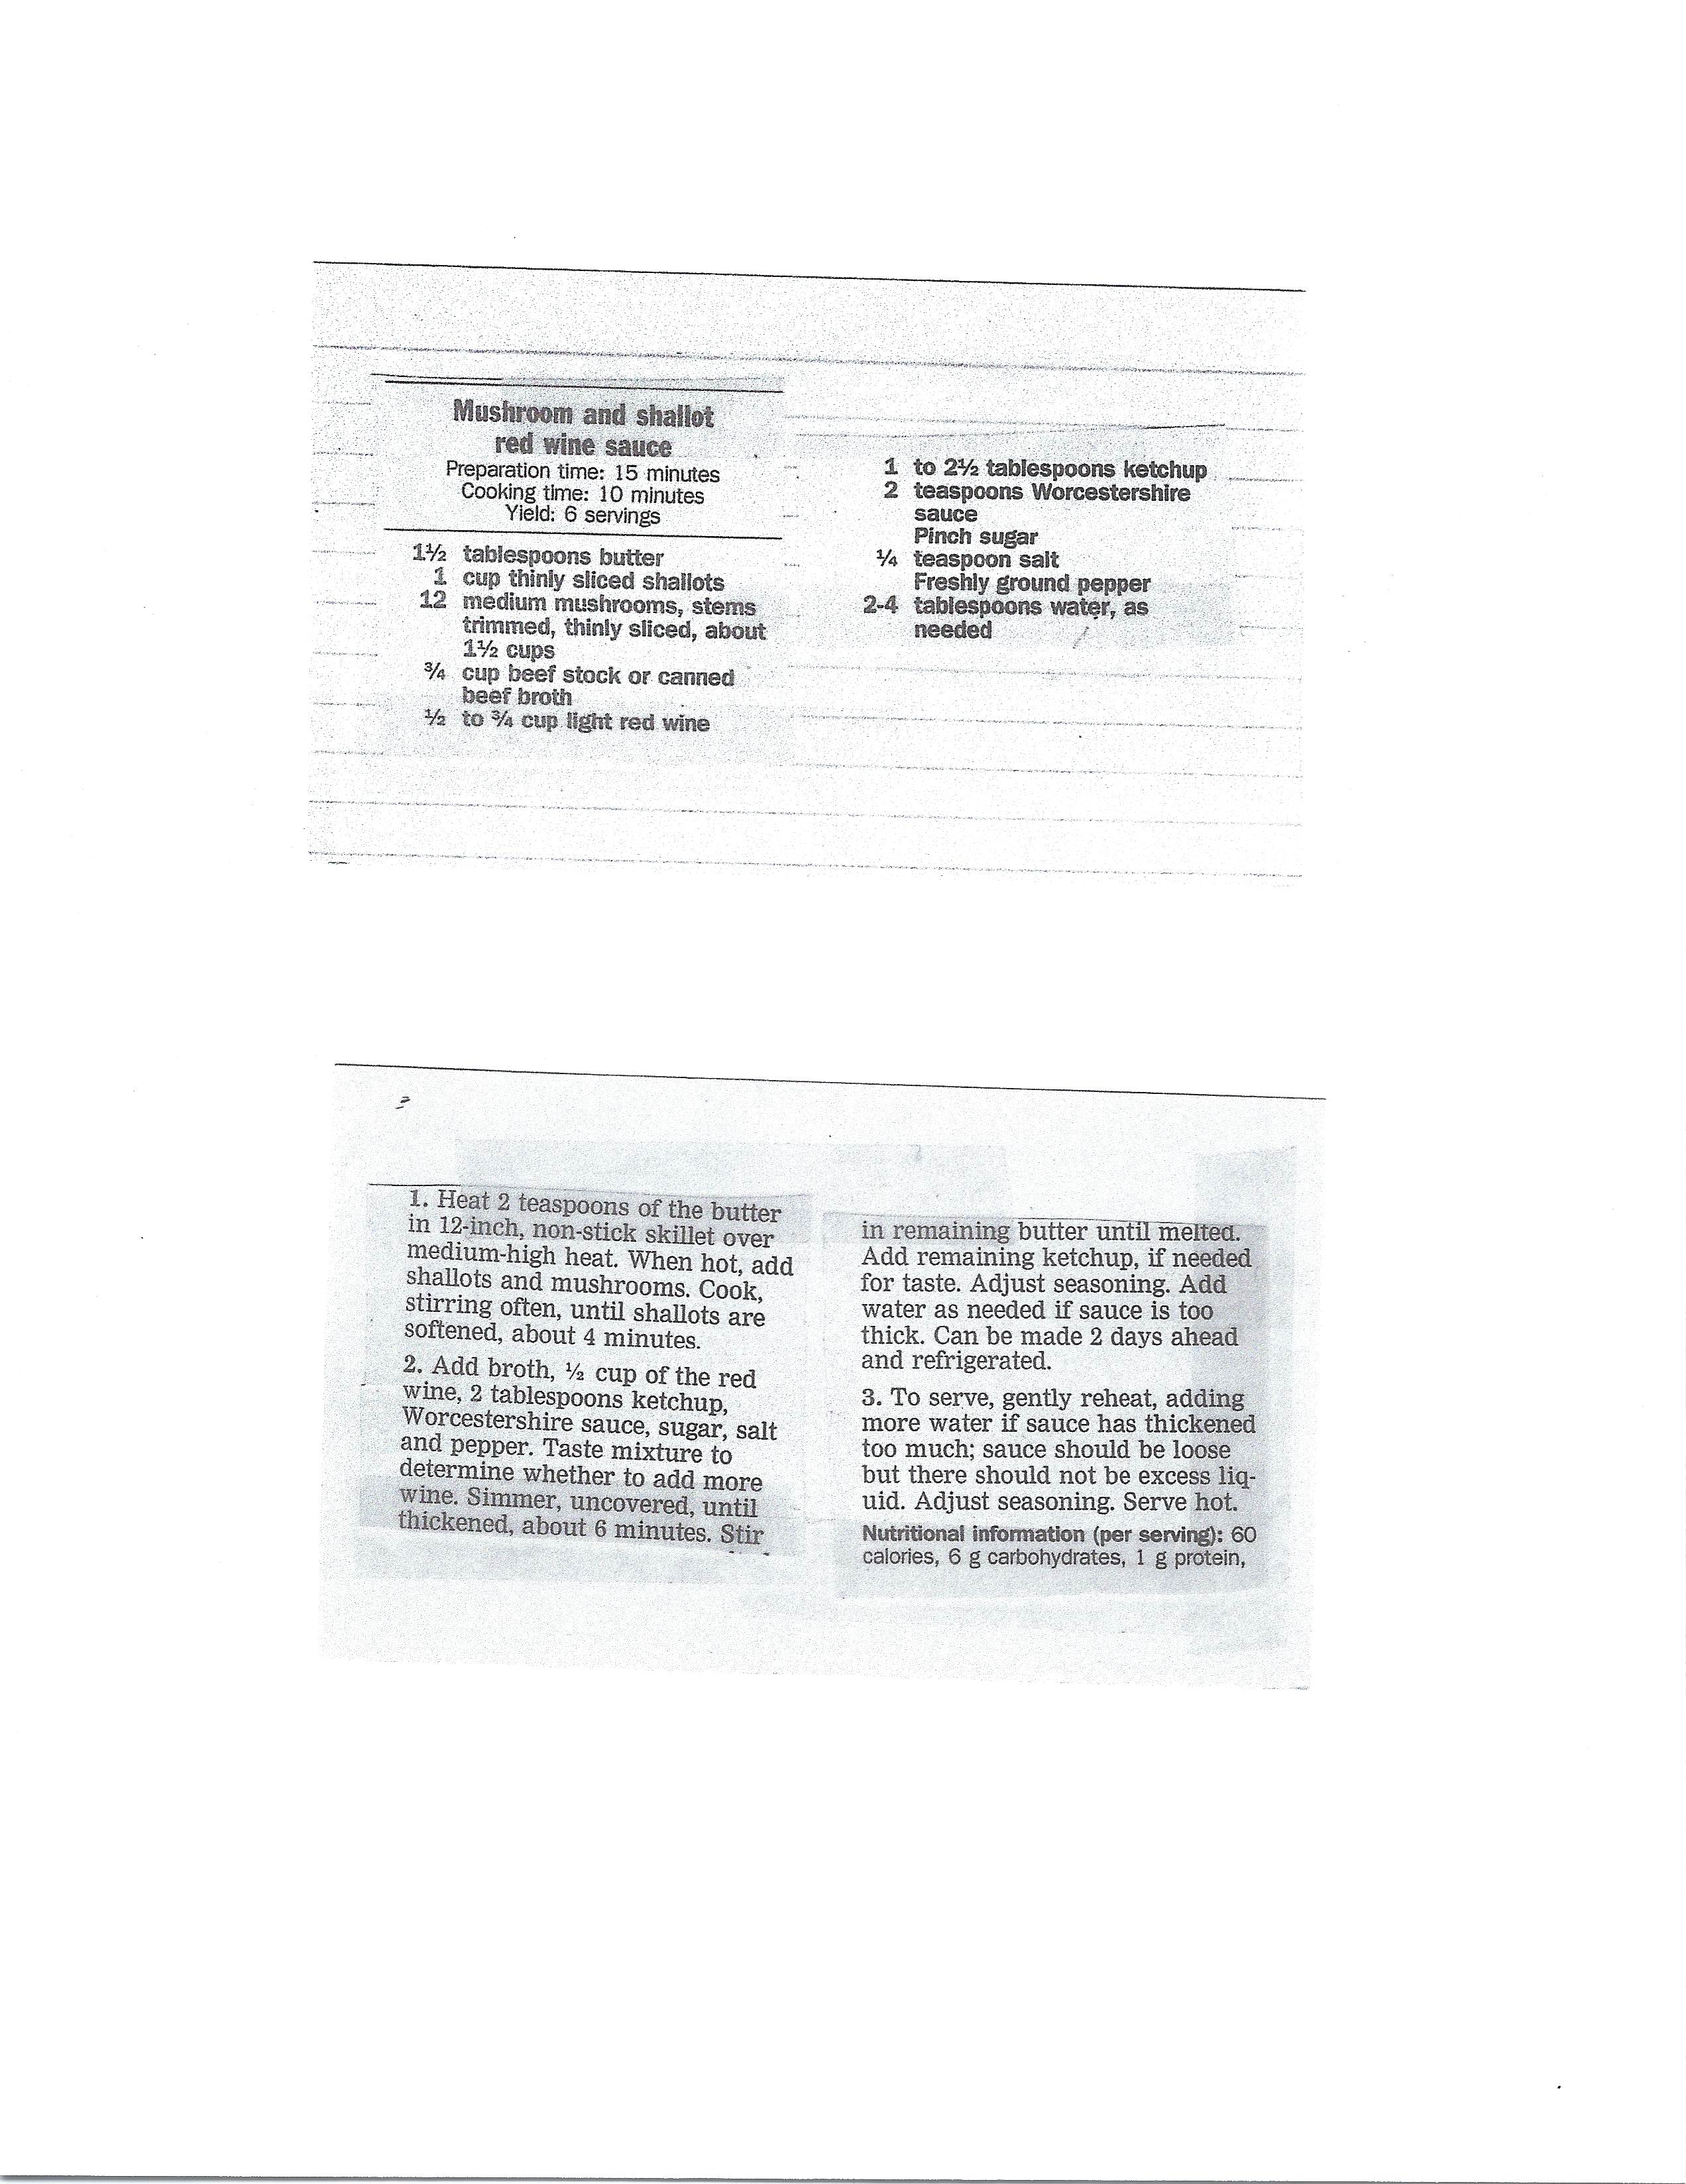 Mushroom and shallot
red wine sauce
Preparation time: 15 minutes
Cooking time: 10 minutes
Yield: 6 servings
1½ tablespoons butter
1 cup thinly sliced shallots
12 medium mushrooms, stems
trimmed, thinly sliced, about
1½ cups
¾ cup beef stock or canned
beef broth
½ to ¾ cup light red wine
1 to 2½ tablespoons ketchup
2 teaspoons Worcestershire
sauce
Pinch sugar
¼ teaspoon salt
Freshly ground pepper
2-4 tablespoons water, as
needed
1. Heat 2 teaspoons of the butter
in 12-inch, non-stick skillet over
medium-high heat. When hot, add
shallots and mushrooms. Cook,
stirring often, until shallots are
softened, about 4 minutes.
2. Add broth, ½ cup of the red
wine, 2 tablespoons ketchup,
Worcestershire sauce, sugar, salt
and pepper. Taste mixture to
determine whether to add more
wine. Simmer, uncovered, until
thickened, about 6 minutes. Stir
in remaining butter until melted.
Add remaining ketchup, if needed
for taste. Adjust seasoning. Add
water as needed if sauce is too
thick. Can be made 2 days ahead
and refrigerated.
3. To serve, gently reheat, adding
more water if sauce has thickened
too much; sauce should be loose
but there should not be excess liq-
uid. Adjust seasoning. Serve hot.
Nutritional information (per serving): 60
calories, 6 g carbohydrates, 1 g protein,